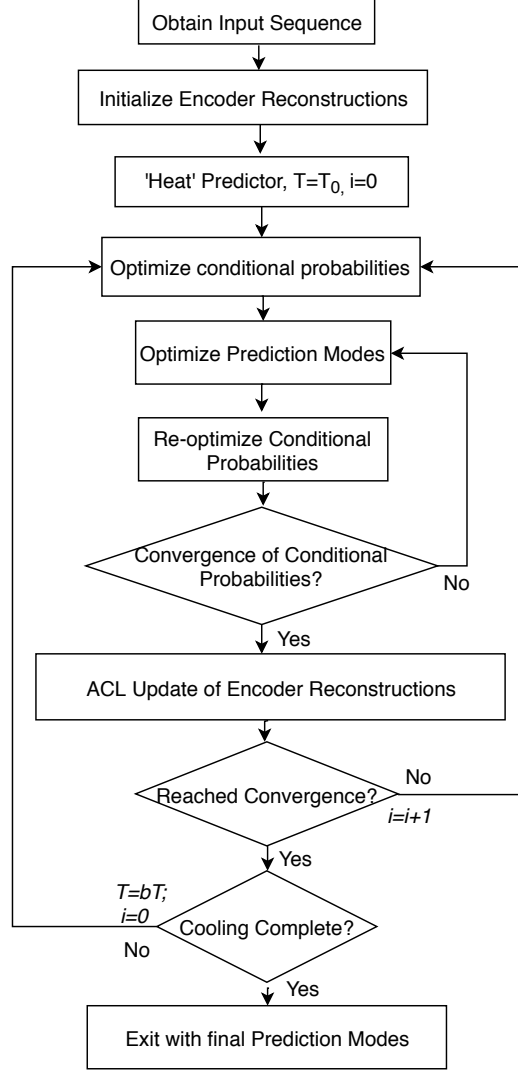 Obtain Input Sequence
Initialize Encoder Reconstructions
'Heat' Predictor, T=T0, i=0
Optimize conditional probabilities
Optimize Prediction Modes
Re-optimize Conditional
Probabilities
Convergence of Conditional
Probabilities?
No
Yes
ACL Update of Encoder Reconstructions
Reached Convergence?
No
i=i+1
Yes
T=bT;
i=0
Cooling Complete?
No
Yes
Exit with final Prediction Modes